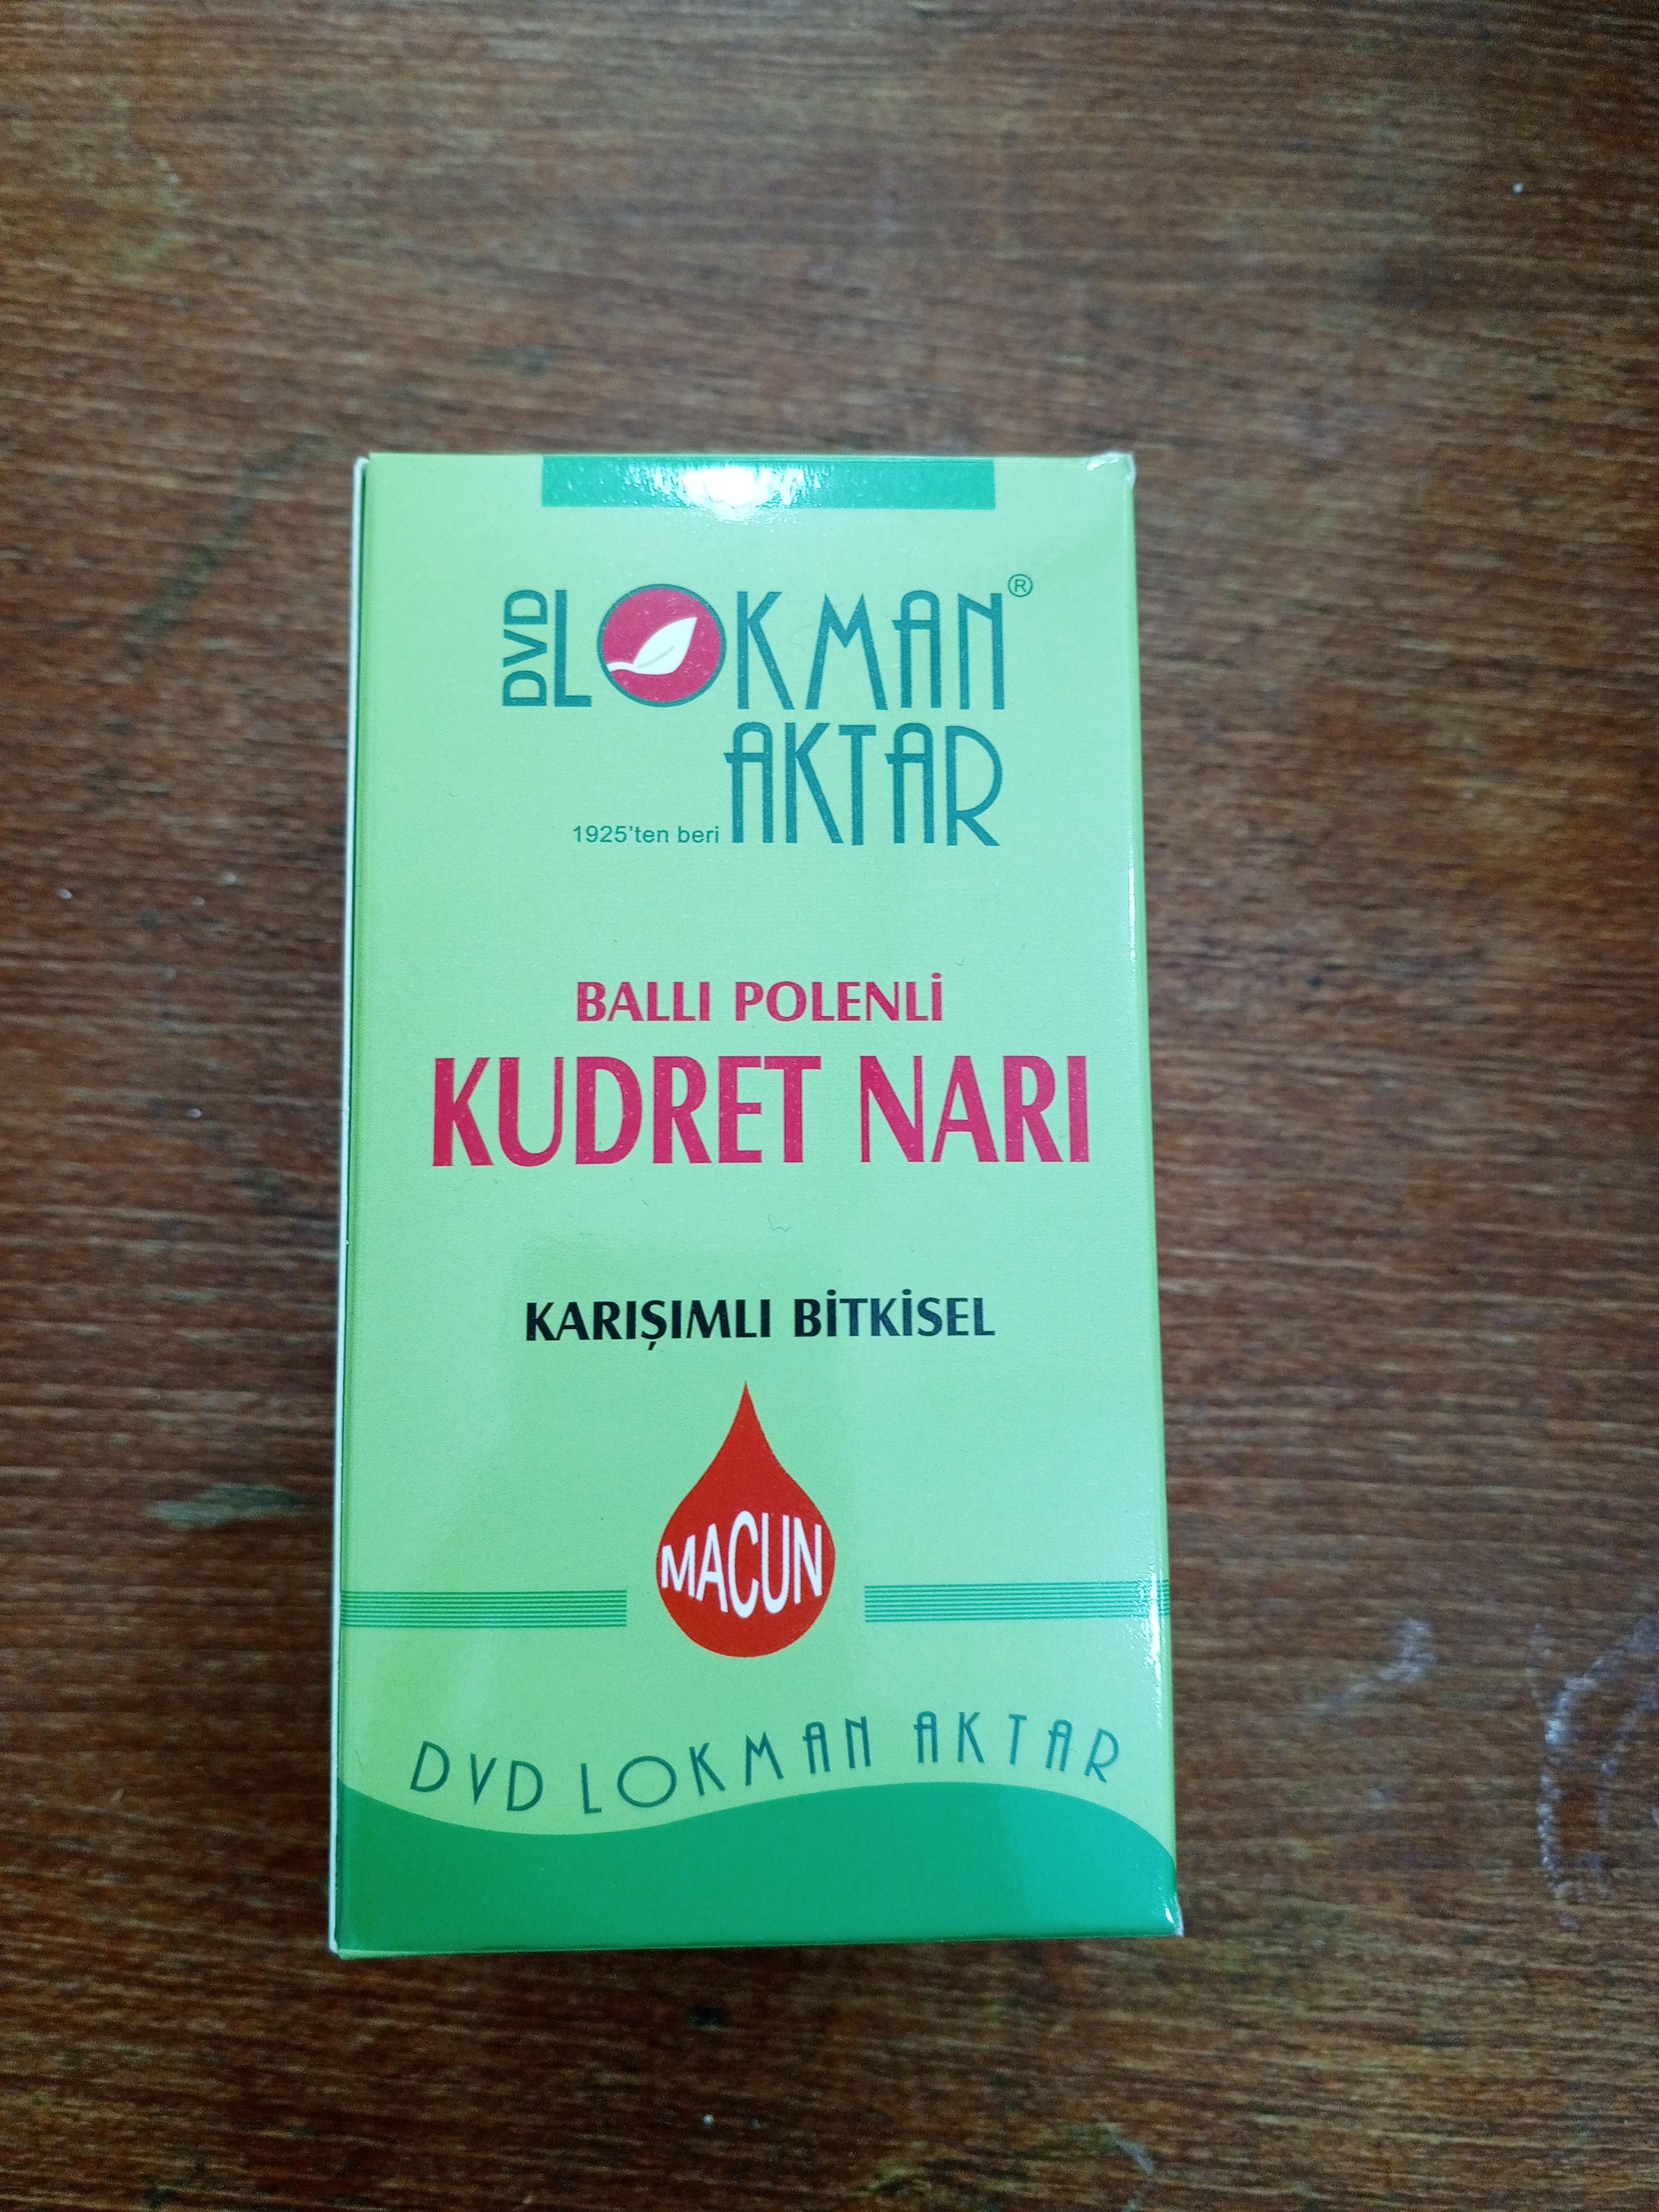 DVD LOKMAN®
AKTAR
1925'ten beri
BALLI POLENLİ
KUDRET NARI
KARIŞIMLI BİTKİSEL
MACUN
DVD LOKMAN AKTAR